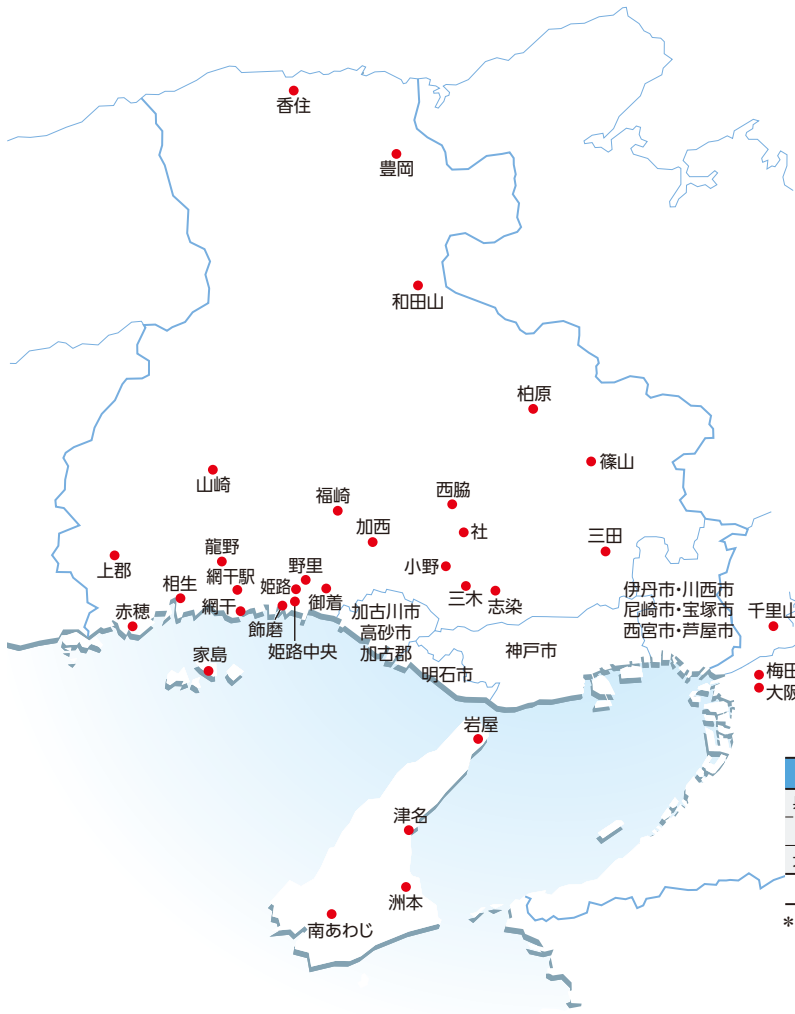 香住
豊岡
和田山
柏原
篠山
山崎
福崎
西脇
加西
社
三田
龍野
上郡
小野
野里
網干駅
相生
姫路
三木
志染
伊丹市・川西市
尼崎市・宝塚市
西宮市・芦屋市
赤穂
網干
御着
飾磨
姫路中央
加古川市
高砂市
加古郡
千里山
家島
神戸市
明石市
梅田
大阪
岩屋
津名
洲本
南あわじ
*